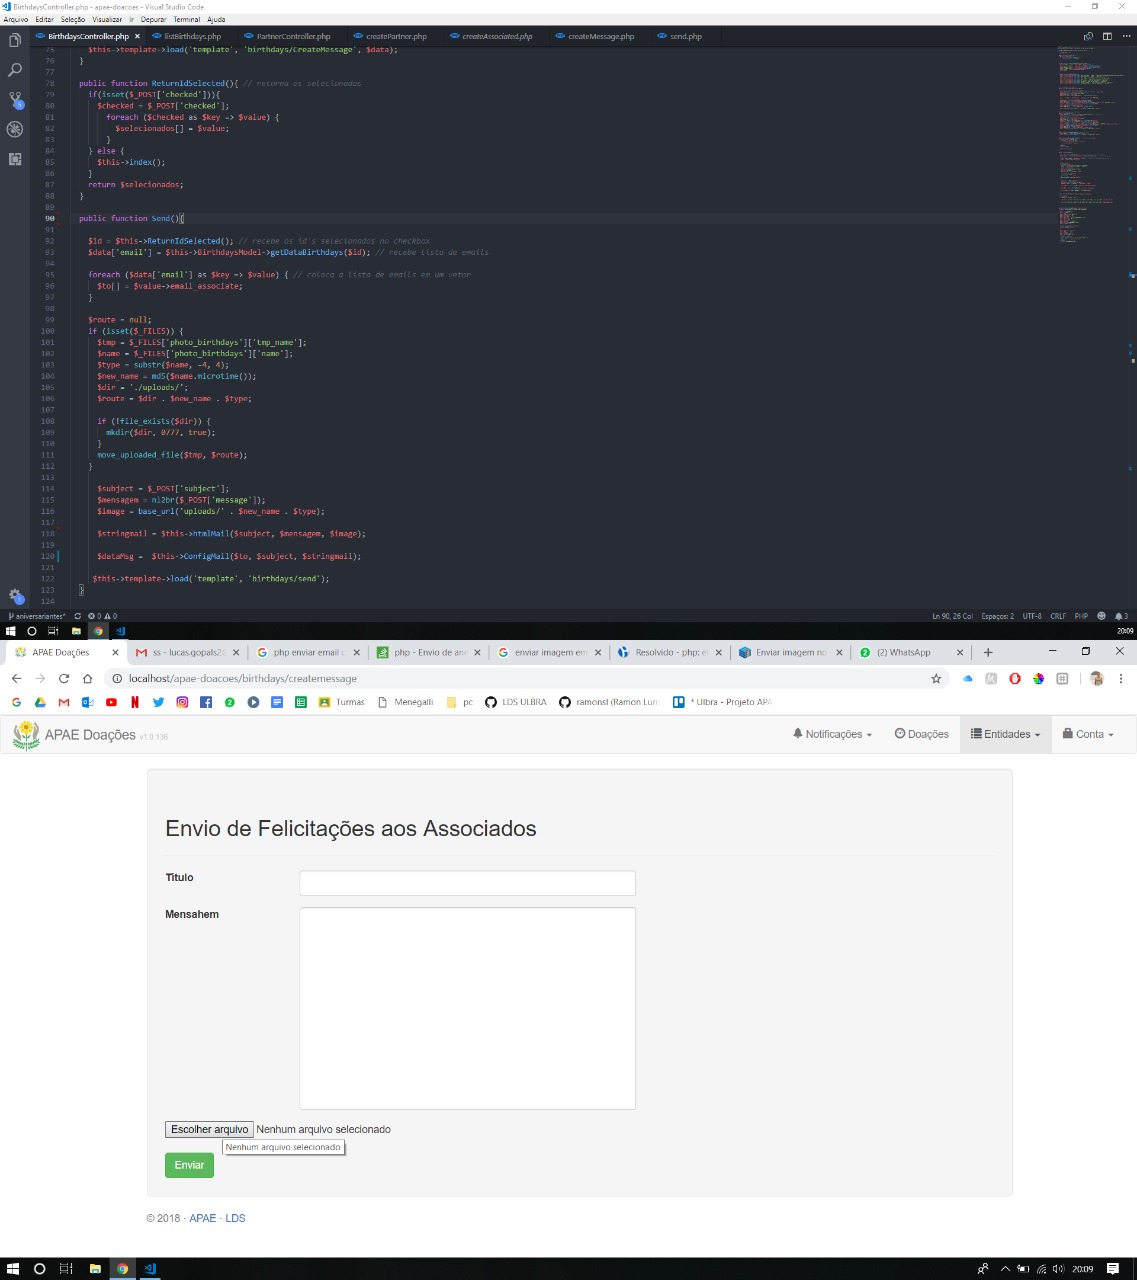 BirthdaysController.php - apae-doacoes - Visual Studio Code
Arquivo Editar Seleção Visualizar Ir Depurar Terminal Ajuda
BirthdaysController.php listBirthdays.php PartnerController.php createPartner.php createAssociated.php createMessage.php send.php
75 $this->template->load('template', 'birthdays/CreateMessage', $data);
76 }
77
78 public function ReturnIdSelected(){ // retorna os selecionados
79 if(isset($_POST['checked'])){
80 $checked = $_POST['checked'];
81 foreach ($checked as $key => $value) {
82 $selecionados[] = $value;
83 }
84 } else {
85 $this->index();
86 }
87 return $selecionados;
88 }
89
90 public function Send(){
91
92 $id = $this->ReturnIdSelected(); // recebe os id's selecionados no checkbox
93 $data['email'] = $this->BirthdaysModel->getDataBirthdays($id); // recebe lista de emails
94
95 foreach ($data['email'] as $key => $value) { // coloca a lista de emails em um vetor
96 $to[] = $value->email_associate;
97 }
98
99 $route = null;
100 if (isset($_FILES)) {
101 $tmp = $_FILES['photo_birthdays']['tmp_name'];
102 $name = $_FILES['photo_birthdays']['name'];
103 $type = substr($name, -4, 4);
104 $new_name = md5($name.microtime());
105 $dir = './uploads/';
106 $route = $dir . $new_name . $type;
107
108 if (!file_exists($dir)) {
109 mkdir($dir, 0777, true);
110 }
111 move_uploaded_file($tmp, $route);
112 }
113
114 $subject = $_POST['subject'];
115 $mensagem = nl2br($_POST['message']);
116 $image = base_url('uploads/' . $new_name . $type);
117
118 $stringmail = $this->htmlMail($subject, $mensagem, $image);
119
120 $dataMsg = $this->ConfigMail($to, $subject, $stringmail);
121
122 $this->template->load('template', 'birthdays/send');
123 }
124
aniversariantes* 0 0 Ln 90, 26 Col Espaços: 2 UTF-8 CRLF PHP 3
20:09
APAE Doações ss - lucas.gopals2 php enviar email c php - Envio de ane enviar imagem em Resolvido - php: e Enviar imagem no (2) WhatsApp
localhost/apae-doacoes/birthdays/createmessage
Turmas Menegalli pc LDS ULBRA ramonsl (Ramon Lum * Ulbra - Projeto APA
APAE Doações v1.0.136 Notificações Doações Entidades Conta
Envio de Felicitações aos Associados
Título
Mensahem
Escolher arquivo Nenhum arquivo selecionado
Nenhum arquivo selecionado
Enviar
© 2018 · APAE · LDS
20:09